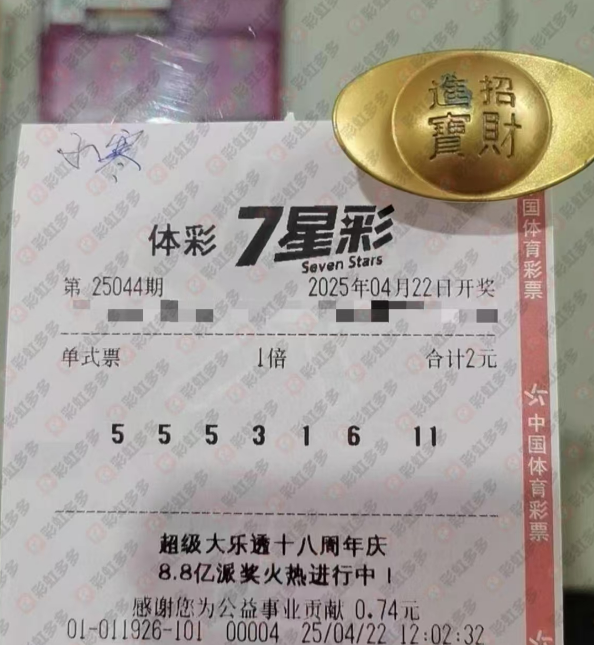 招財
進寶
体彩 7星彩
Seven Stars
第 25044期 2025年04月22日开奖
单式票 1倍 合计2元
5 5 5 3 1 6 11
超级大乐透十八周年庆
8.8亿派奖火热进行中!
感谢您为公益事业贡献 0.74元
01-011926-101 00004 25/04/22 12:02:32
国体育彩票
中国体育彩票
彩虹多多